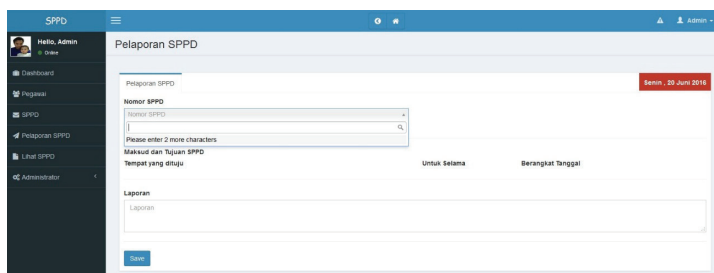 SPPD
Admin
Hello, Admin
Online
Pelaporan SPPD
Dashboard
Pegawai
SPPD
Pelaporan SPPD
Lihat SPPD
Administrator
Pelaporan SPPD
Senin , 20 Juni 2016
Nomor SPPD
Nomor SPPD
Please enter 2 more characters
Maksud dan Tujuan SPPD
Tempat yang dituju Untuk Selama Berangkat Tanggal
Laporan
Laporan
Save